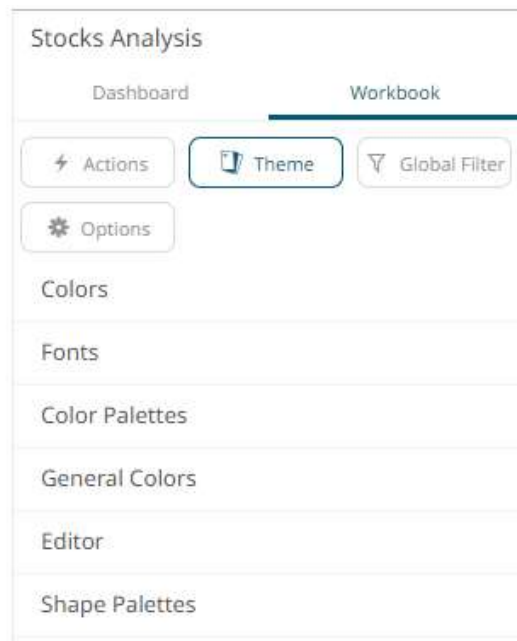 Stocks Analysis
Dashboard Workbook
Actions Theme Global Filter
Options
Colors
Fonts
Color Palettes
General Colors
Editor
Shape Palettes